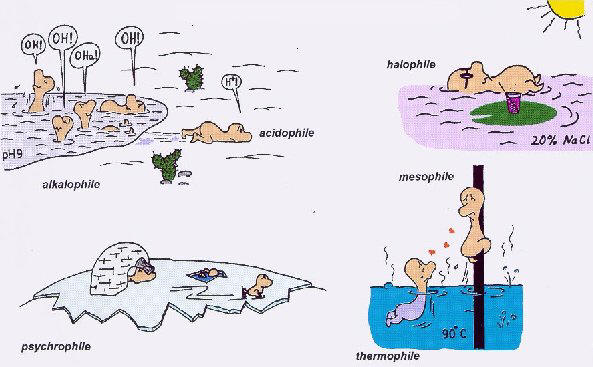 OH!
OH!
OHa!
OH!
H+!
acidophile
pH9
alkalophile
halophile
20% NaCl
mesophile
90°C
thermophile
psychrophile